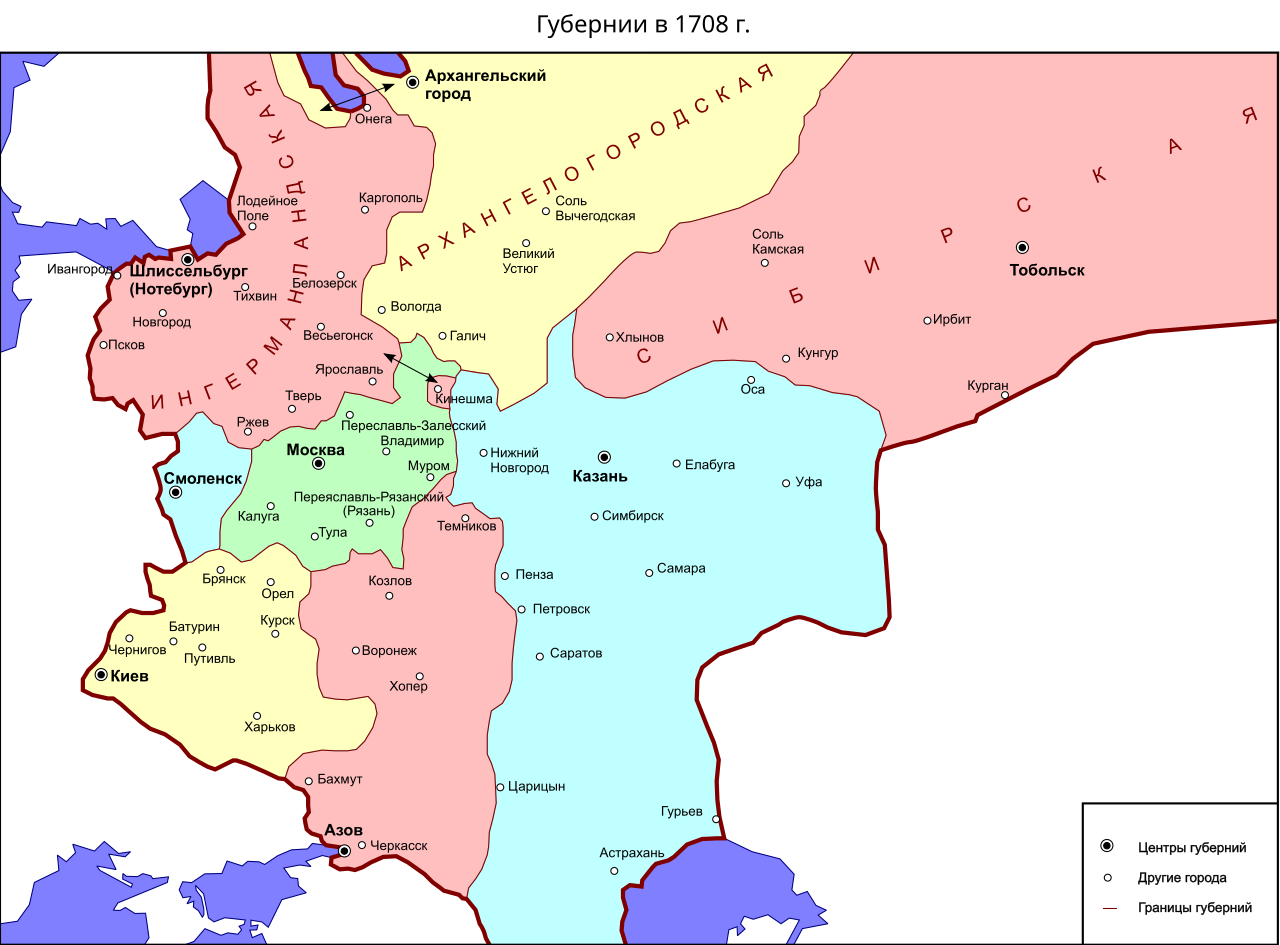 Губернии в 1708 г.
Архангельский
город
Онега
ИНГЕРМАНЛАНДСКАЯ
АРХАНГЕЛОГОРОДСКАЯ
СИБИРСКАЯ
Лодейное
Поле
Каргополь
Соль
Вычегодская
Великий
Устюг
Соль
Камская
Тобольск
Ивангород
Шлиссельбург
(Нотебург)
Тихвин
Белозерск
Новгород
Псков
Весьегонск
Вологда
Галич
Хлынов
Ирбит
Кунгур
Ярославль
Кинешма
Оса
Курган
Тверь
Ржев
Переславль-Залесский
Владимир
Москва
Муром
Нижний
Новгород
Казань
Елабуга
Уфа
Смоленск
Переяславль-Рязанский
(Рязань)
Калуга
Тула
Темников
Симбирск
Брянск
Орел
Козлов
Пенза
Самара
Петровск
Батурин
Курск
Чернигов
Путивль
Воронеж
Саратов
Киев
Хопер
Харьков
Бахмут
Царицын
Гурьев
Азов
Черкасск
Астрахань
Центры губерний
Другие города
Границы губерний